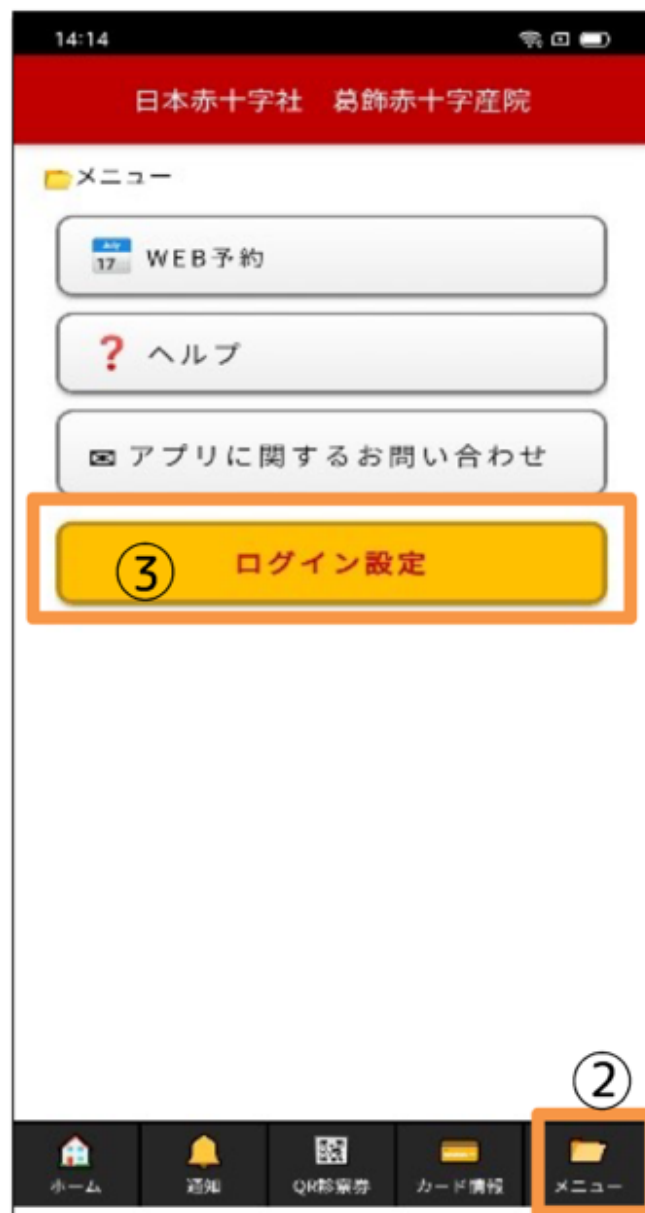 14:14
日本赤十字社　葛飾赤十字産院
メニュー
July
17
WEB予約
ヘルプ
アプリに関するお問い合わせ
③
ログイン設定
②
ホーム
通知
QR診察券
カード情報
メニュー